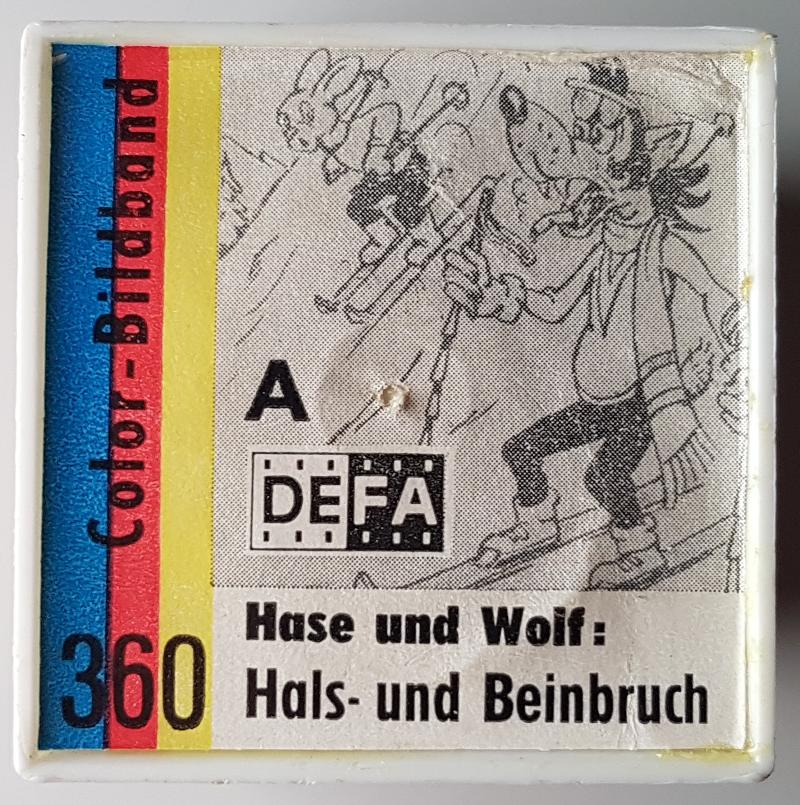 Color-Bildband
360
A
DEFA
Hase und Wolf:
Hals- und Beinbruch